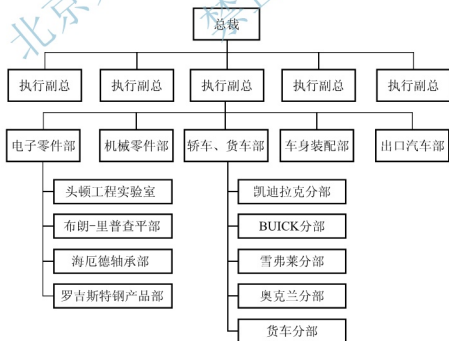 总裁
执行副总 执行副总 执行副总 执行副总 执行副总
电子零件部 机械零件部 轿车、货车部 车身装配部 出口汽车部
头顿工程实验室 凯迪拉克分部
布朗-里普查平部 BUICK分部
海厄德轴承部 雪弗莱分部
罗吉斯特钢产品部 奥克兰分部
货车分部
北京